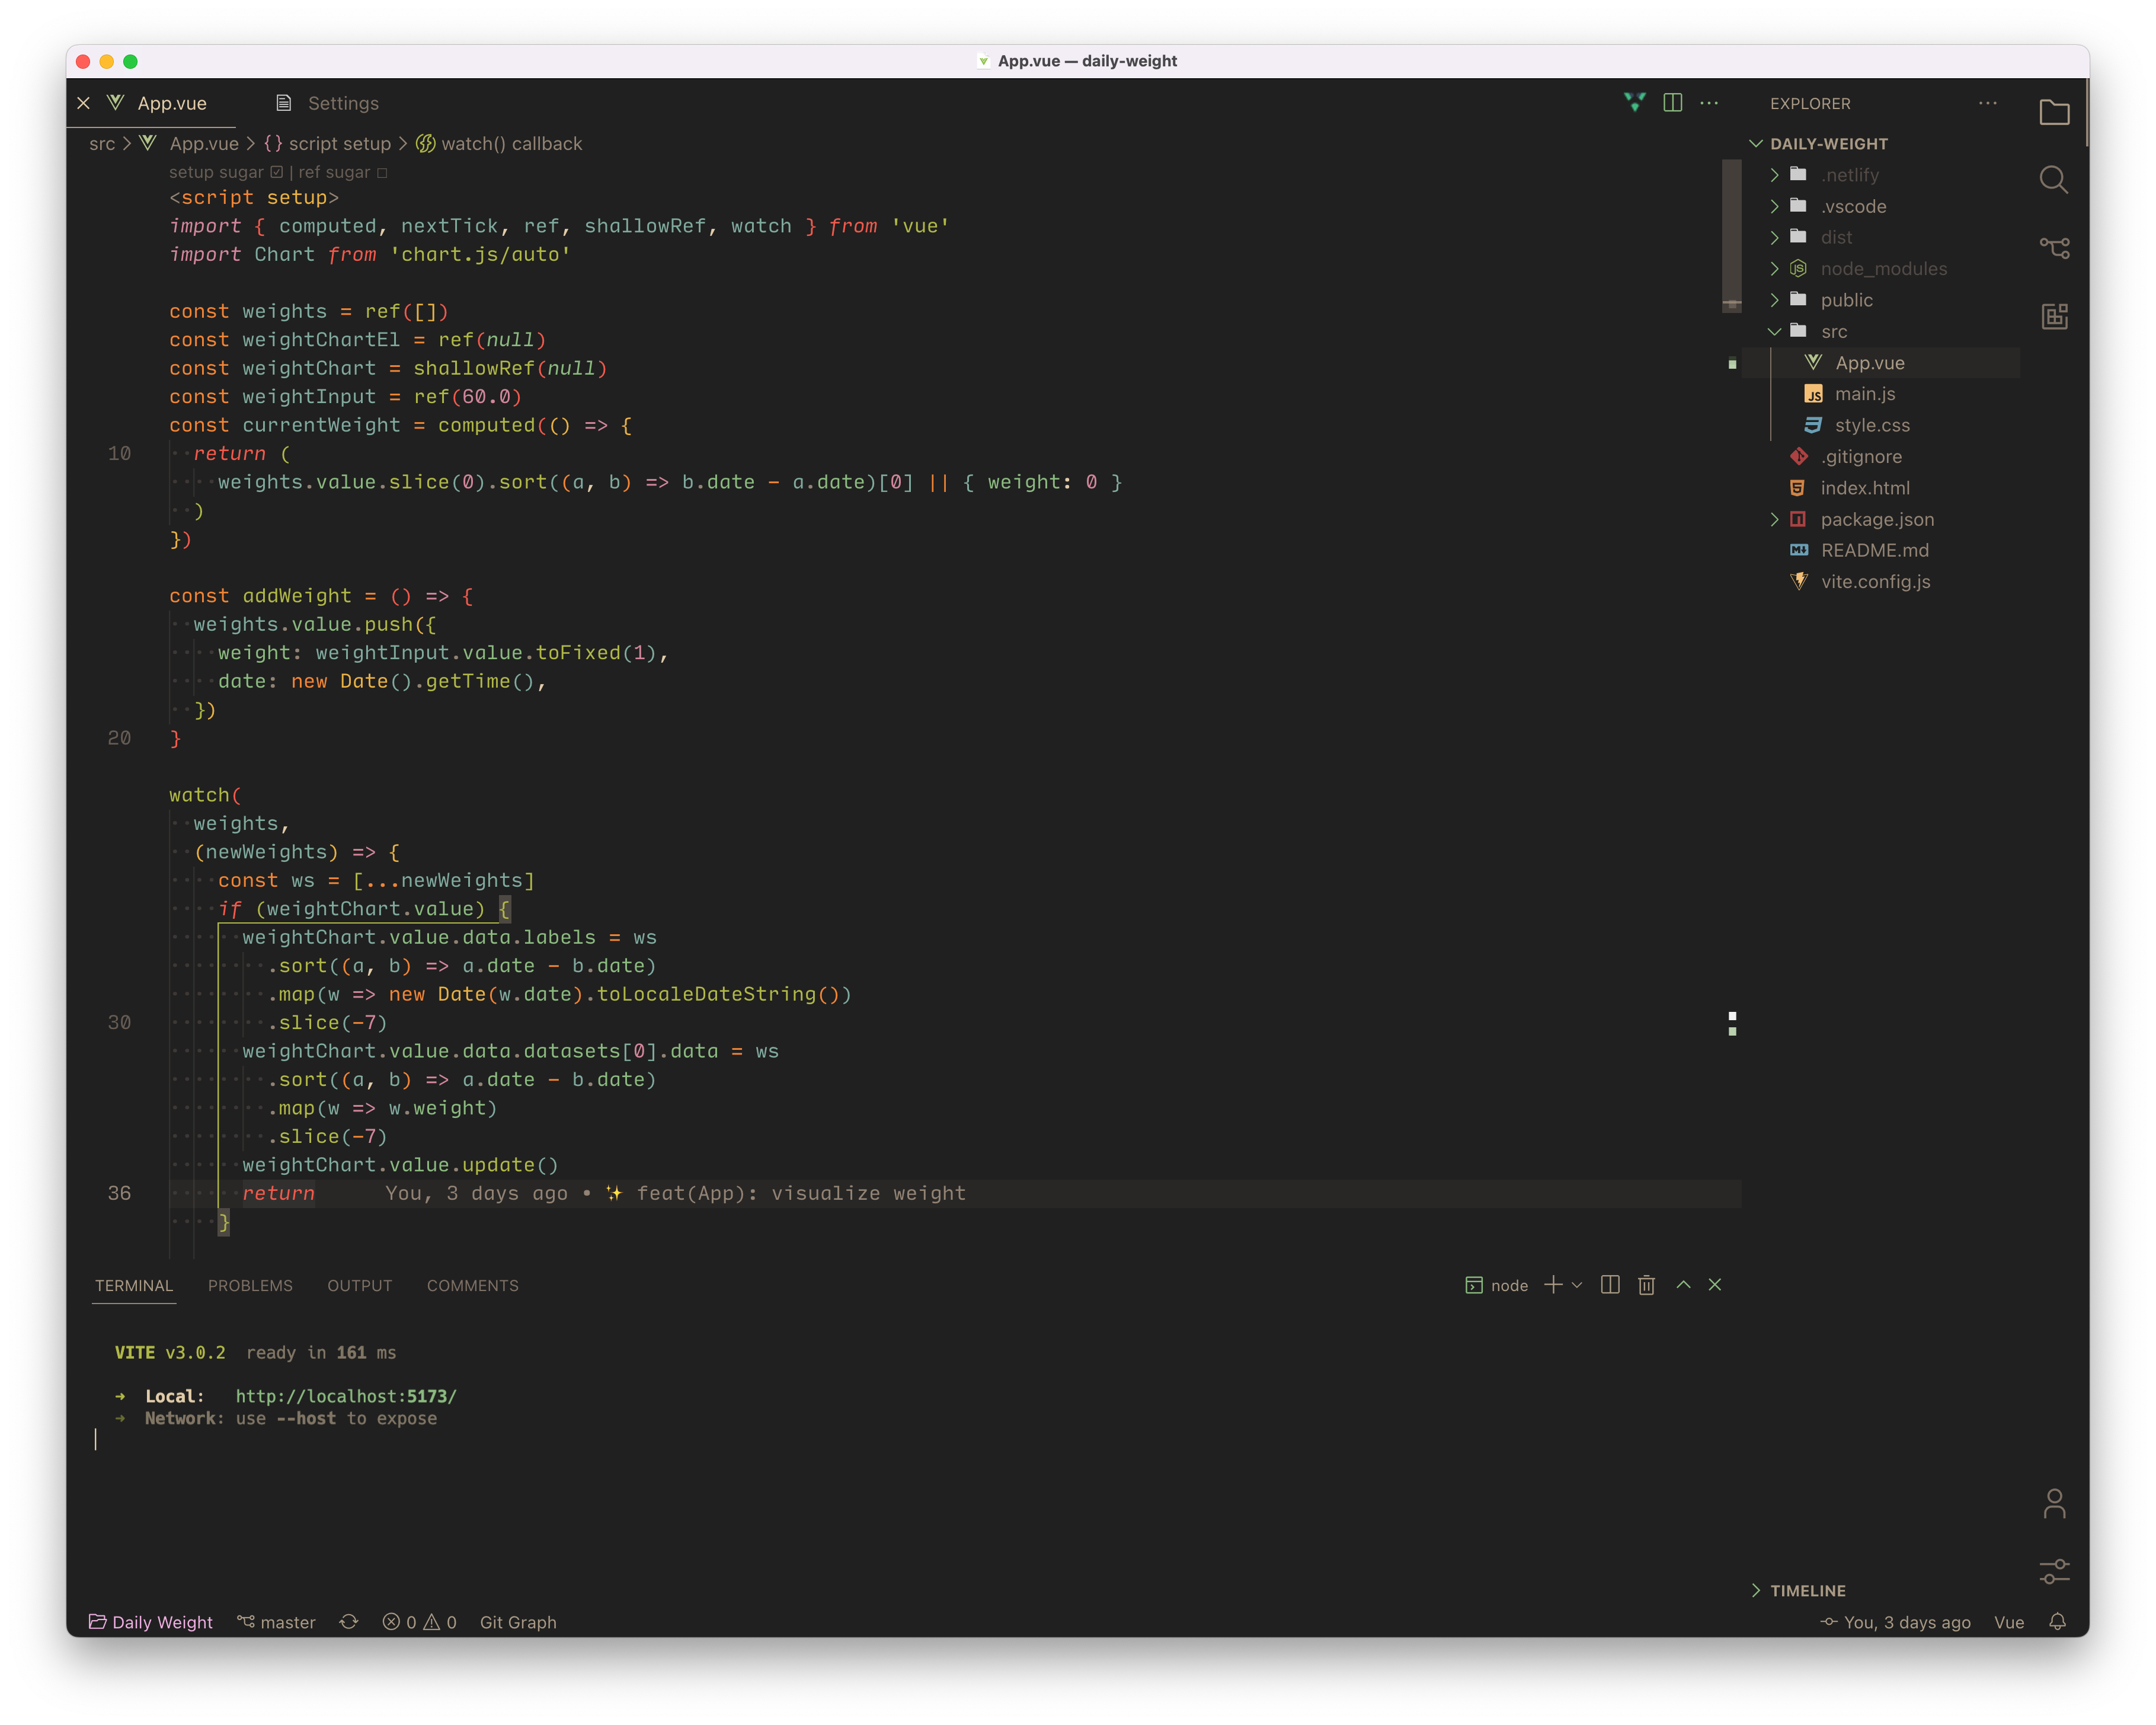 App.vue — daily-weight
App.vue
Settings
src > App.vue > {} script setup > watch() callback
setup sugar ☑ | ref sugar ☐
<script setup>
import { computed, nextTick, ref, shallowRef, watch } from 'vue'
import Chart from 'chart.js/auto'
const weights = ref([])
const weightChartEl = ref(null)
const weightChart = shallowRef(null)
const weightInput = ref(60.0)
const currentWeight = computed(() => {
10 return (
weights.value.slice(0).sort((a, b) => b.date - a.date)[0] || { weight: 0 }
)
})
const addWeight = () => {
weights.value.push({
weight: weightInput.value.toFixed(1),
date: new Date().getTime(),
})
20 }
watch(
weights,
(newWeights) => {
const ws = [...newWeights]
if (weightChart.value) {
weightChart.value.data.labels = ws
.sort((a, b) => a.date - b.date)
.map(w => new Date(w.date).toLocaleDateString())
30 .slice(-7)
weightChart.value.data.datasets[0].data = ws
.sort((a, b) => a.date - b.date)
.map(w => w.weight)
.slice(-7)
weightChart.value.update()
36 return You, 3 days ago • ✨ feat(App): visualize weight
}
TERMINAL PROBLEMS OUTPUT COMMENTS
node
VITE v3.0.2 ready in 161 ms
➜ Local: http://localhost:5173/
➜ Network: use --host to expose
EXPLORER
DAILY-WEIGHT
.netlify
.vscode
dist
node_modules
public
src
App.vue
JS main.js
style.css
.gitignore
index.html
package.json
README.md
vite.config.js
TIMELINE
Daily Weight
master
0
0
Git Graph
You, 3 days ago
Vue